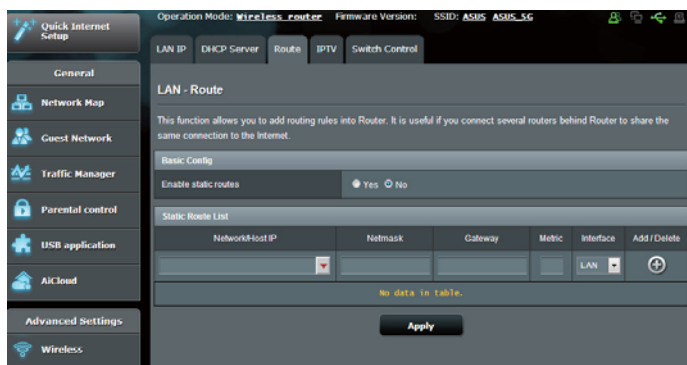 Quick Internet
Setup
General
Network Map
Guest Network
Traffic Manager
Parental control
USB application
AiCloud
Advanced Settings
Wireless
Operation Mode: Wireless router Firmware Version: SSID: ASUS ASUS_5G
LAN IP DHCP Server Route IPTV Switch Control
LAN - Route
This function allows you to add routing rules into Router. It is useful if you connect several routers behind Router to share the
same connection to the Internet.
Basic Config
Enable static routes Yes No
Static Route List
Network/Host IP Netmask Gateway Metric Interface Add / Delete
LAN
No data in table.
Apply